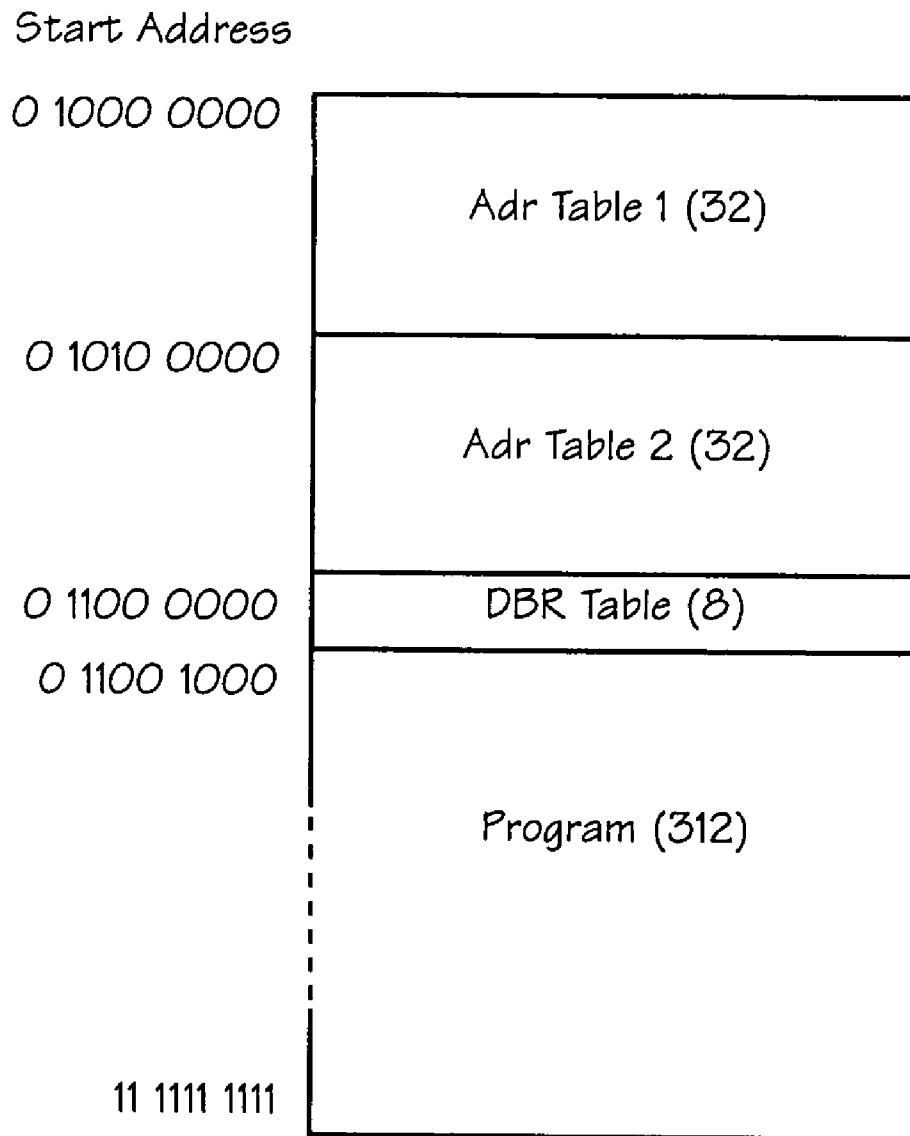 Start Address
0 1000 0000
Adr Table 1 (32)
0 1010 0000
Adr Table 2 (32)
0 1100 0000
DBR Table (8)
0 1100 1000
Program (312)
11 1111 1111